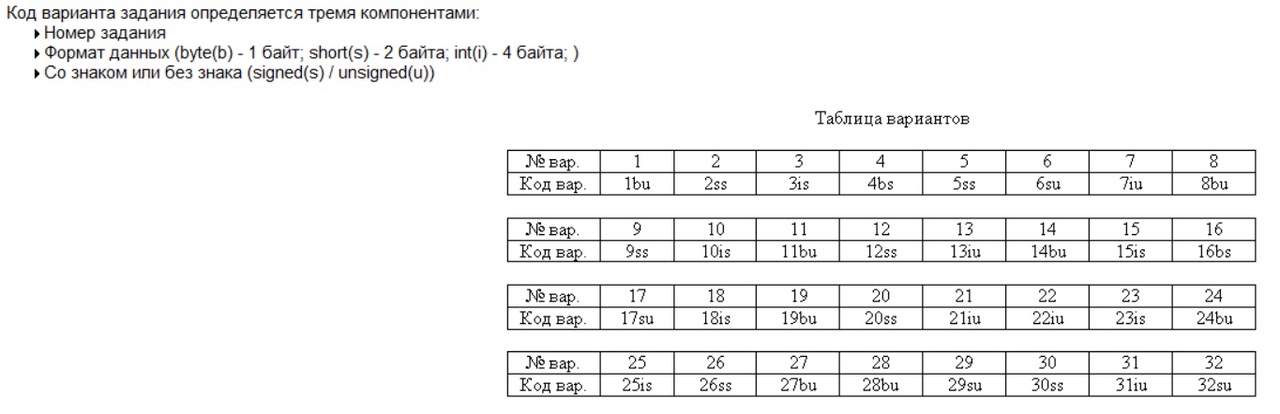 Код варианта задания определяется тремя компонентами:
Номер задания
Формат данных (byte(b) - 1 байт; short(s) - 2 байта; int(i) - 4 байта; )
Со знаком или без знака (signed(s) / unsigned(u))
Таблица вариантов
№ вар. 1 2 3 4 5 6 7 8
Код вар. 1bu 2ss 3is 4bs 5ss 6su 7iu 8bu
№ вар. 9 10 11 12 13 14 15 16
Код вар. 9ss 10is 11bu 12ss 13iu 14bu 15is 16bs
№ вар. 17 18 19 20 21 22 23 24
Код вар. 17su 18is 19bu 20ss 21iu 22iu 23is 24bu
№ вар. 25 26 27 28 29 30 31 32
Код вар. 25is 26ss 27bu 28bu 29su 30ss 31iu 32su